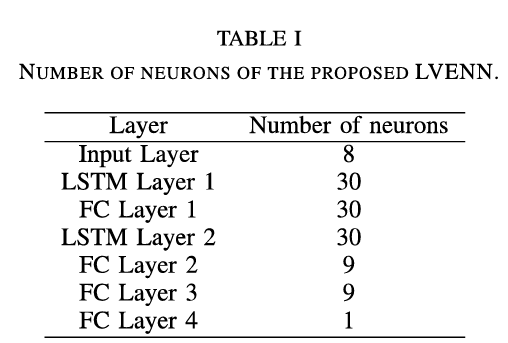 TABLE I
NUMBER OF NEURONS OF THE PROPOSED LVENN.
Layer Number of neurons
Input Layer 8
LSTM Layer 1 30
FC Layer 1 30
LSTM Layer 2 30
FC Layer 2 9
FC Layer 3 9
FC Layer 4 1